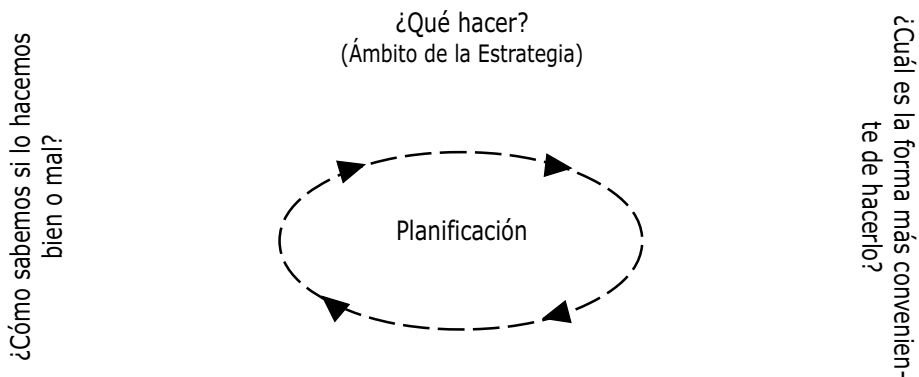 ¿Qué hacer?
(Ámbito de la Estrategia)
¿Cómo sabemos si lo hacemos
bien o mal?
Planificación
¿Cuál es la forma más convenien-
te de hacerlo?